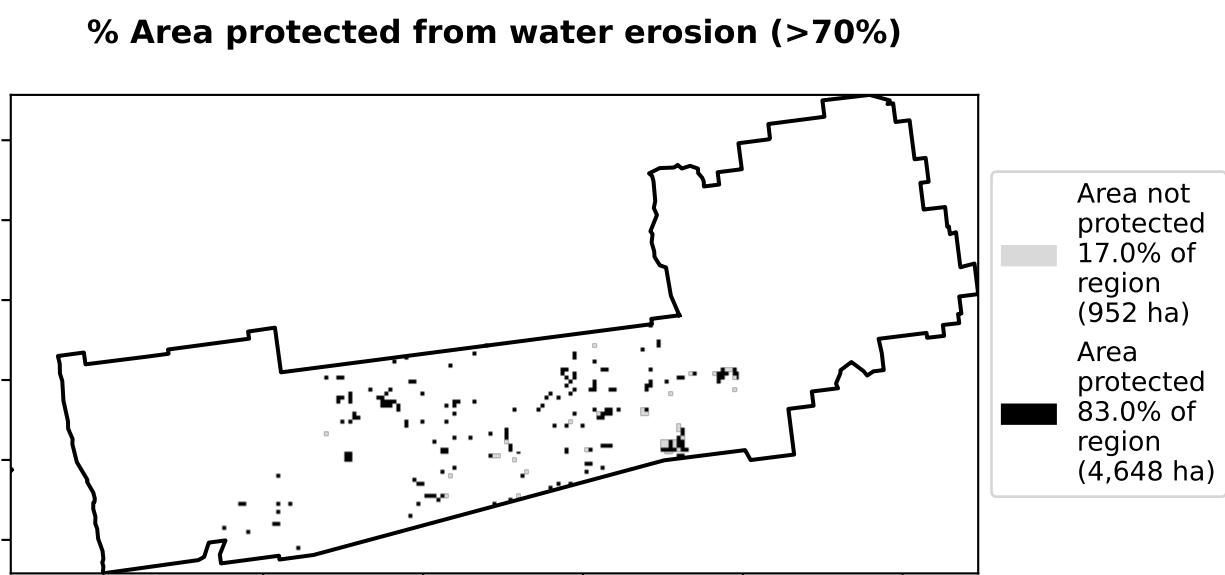 % Area protected from water erosion (>70%)
Area not
protected
17.0% of
region
(952 ha)
Area
protected
83.0% of
region
(4,648 ha)